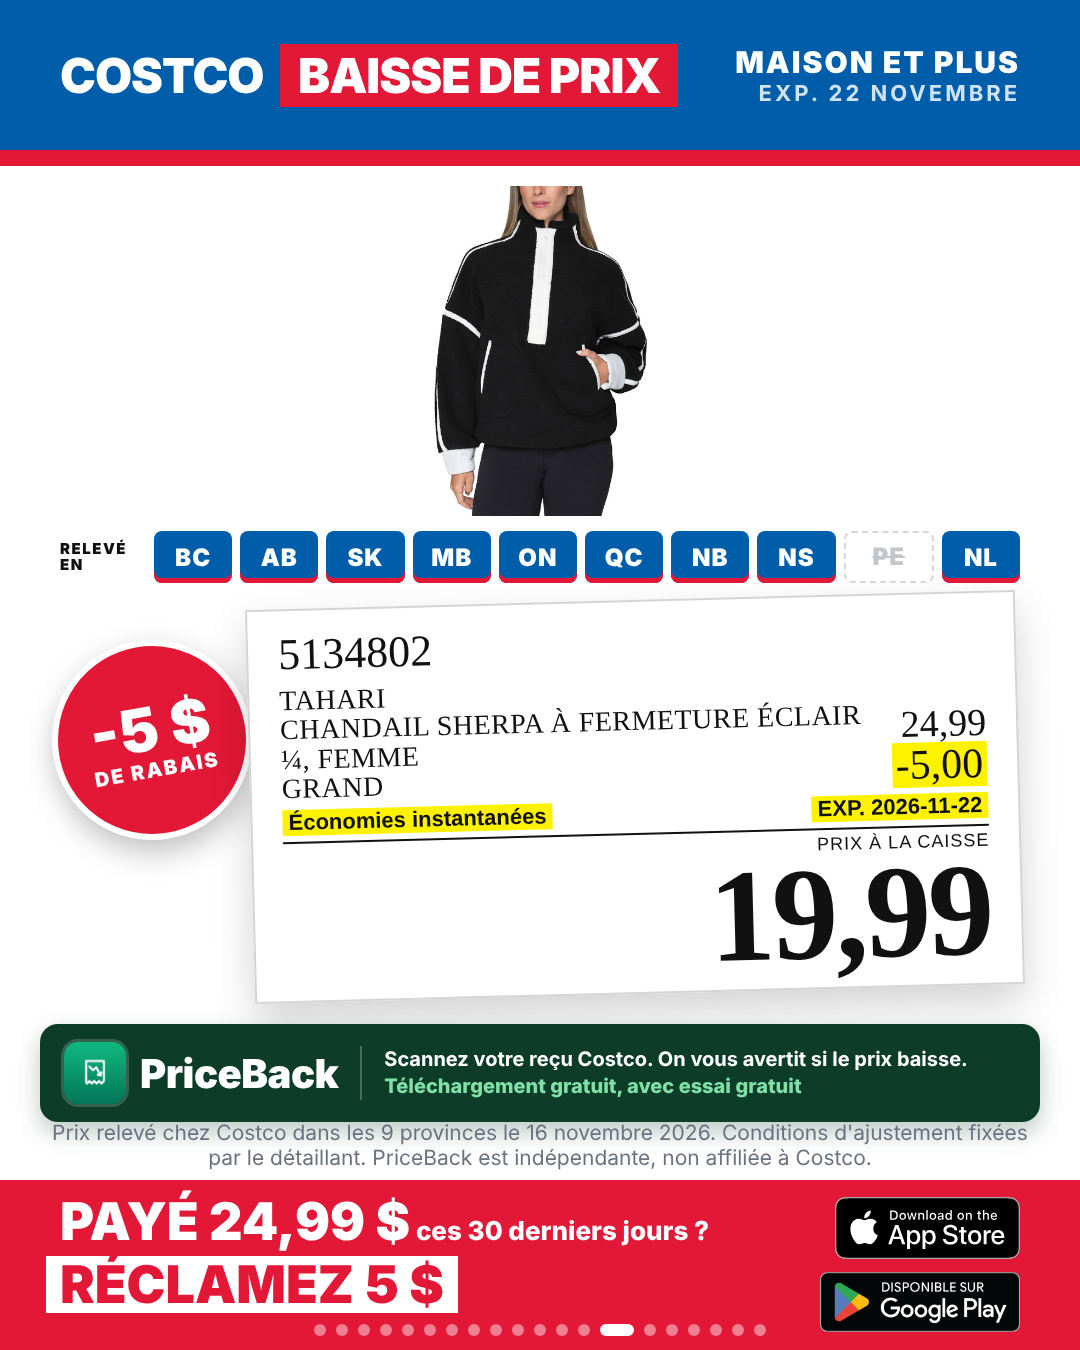 COSTCO BAISSE DE PRIX
MAISON ET PLUS
EXP. 22 NOVEMBRE
RELEVÉ EN
BC AB SK MB ON QC NB NS PE NL
-5 $
DE RABAIS
5134802
TAHARI
CHANDAIL SHERPA À FERMETURE ÉCLAIR
¼, FEMME
GRAND
24,99
-5,00
Économies instantanées
EXP. 2026-11-22
PRIX À LA CAISSE
19,99
PriceBack
Scannez votre reçu Costco. On vous avertit si le prix baisse.
Téléchargement gratuit, avec essai gratuit
Prix relevé chez Costco dans les 9 provinces le 16 novembre 2026. Conditions d'ajustement fixées
par le détaillant. PriceBack est indépendante, non affiliée à Costco.
PAYÉ 24,99 $ ces 30 derniers jours ?
RÉCLAMEZ 5 $
Download on the
App Store
DISPONIBLE SUR
Google Play